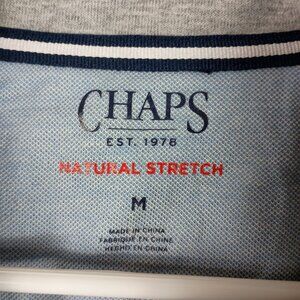 CHAPS
EST. 1978
NATURAL STRETCH
M
MADE IN CHINA
FABRIQUÉ EN CHINE
HECHO EN CHINA